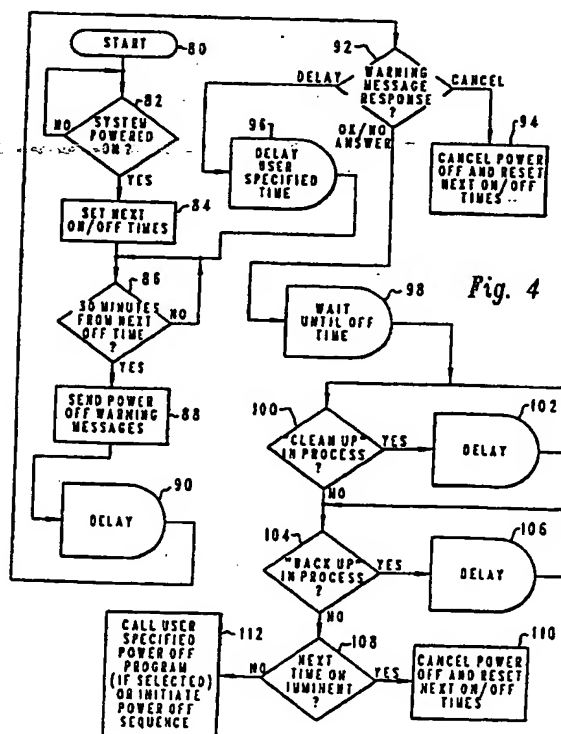 START
80
82
SYSTEM
POWERED
ON ?
NO
YES
SET NEXT
ON/OFF TIMES
84
86
30 MINUTES
FROM NEXT
OFF TIME
?
NO
YES
SEND POWER
OFF WARNING
MESSAGES
88
90
DELAY
92
WARNING
MESSAGE
RESPONSE
?
DELAY
CANCEL
OK/NO
ANSWER
94
CANCEL POWER
OFF AND RESET
NEXT ON/OFF
TIMES
96
DELAY
USER
SPECIFIED
TIME
98
WAIT
UNTIL OFF
TIME
Fig. 4
100
"CLEAN UP"
IN PROCESS
?
YES
NO
102
DELAY
104
"BACK UP"
IN PROCESS
?
YES
NO
106
DELAY
108
NEXT
TIME ON
IMMINENT
?
NO
YES
110
CANCEL POWER
OFF AND RESET
NEXT ON/OFF
TIMES
112
CALL USER
SPECIFIED
POWER OFF
PROGRAM
(IF SELECTED)
OR INITIATE
POWER OFF
SEQUENCE